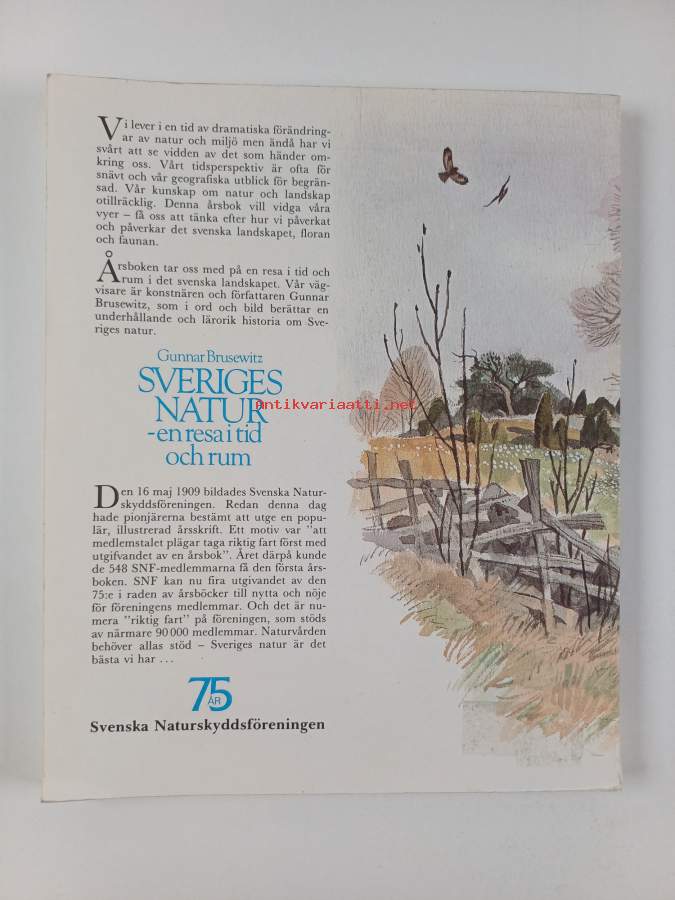 Vi lever i en tid av dramatiska förändring-
ar av natur och miljö men ändå har vi
svårt att se vidden av det som händer om-
kring oss. Vårt tidsperspektiv är ofta för
snävt och vår geografiska utblick för begrän-
sad. Vår kunskap om natur och landskap
otillräcklig. Denna årsbok vill vidga våra
vyer – få oss att tänka efter hur vi påverkat
och påverkar det svenska landskapet, floran
och faunan.
Årsboken tar oss med på en resa i tid och
rum i det svenska landskapet. Vår väg-
visare är konstnären och författaren Gunnar
Brusewitz, som i ord och bild berättar en
underhållande och lärorik historia om Sve-
riges natur.
Gunnar Brusewitz
SVERIGES
NATUR
-en resa i tid
och rum
Antikvariaatti.net
Den 16 maj 1909 bildades Svenska Natur-
skyddsföreningen. Redan denna dag
hade pionjärerna bestämt att utge en popu-
lär, illustrerad årsskrift. Ett motiv var "att
medlemstalet plägar taga riktig fart först med
utgifvandet av en årsbok". Året därpå kunde
de 548 SNF-medlemmarna få den första års-
boken. SNF kan nu fira utgivandet av den
75:e i raden av årsböcker till nytta och nöje
för föreningens medlemmar. Och det är nu-
mera "riktig fart" på föreningen, som stöds
av närmare 90 000 medlemmar. Naturvården
behöver allas stöd – Sveriges natur är det
bästa vi har ...
75
ÅR
Svenska Naturskyddsföreningen